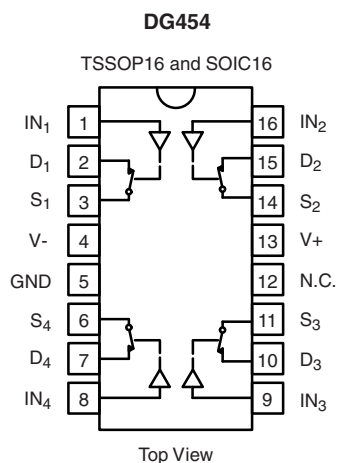 DG454
TSSOP16 and SOIC16
IN1 1 16 IN2
D1 2 15 D2
S1 3 14 S2
V- 4 13 V+
GND 5 12 N.C.
S4 6 11 S3
D4 7 10 D3
IN4 8 9 IN3
Top View